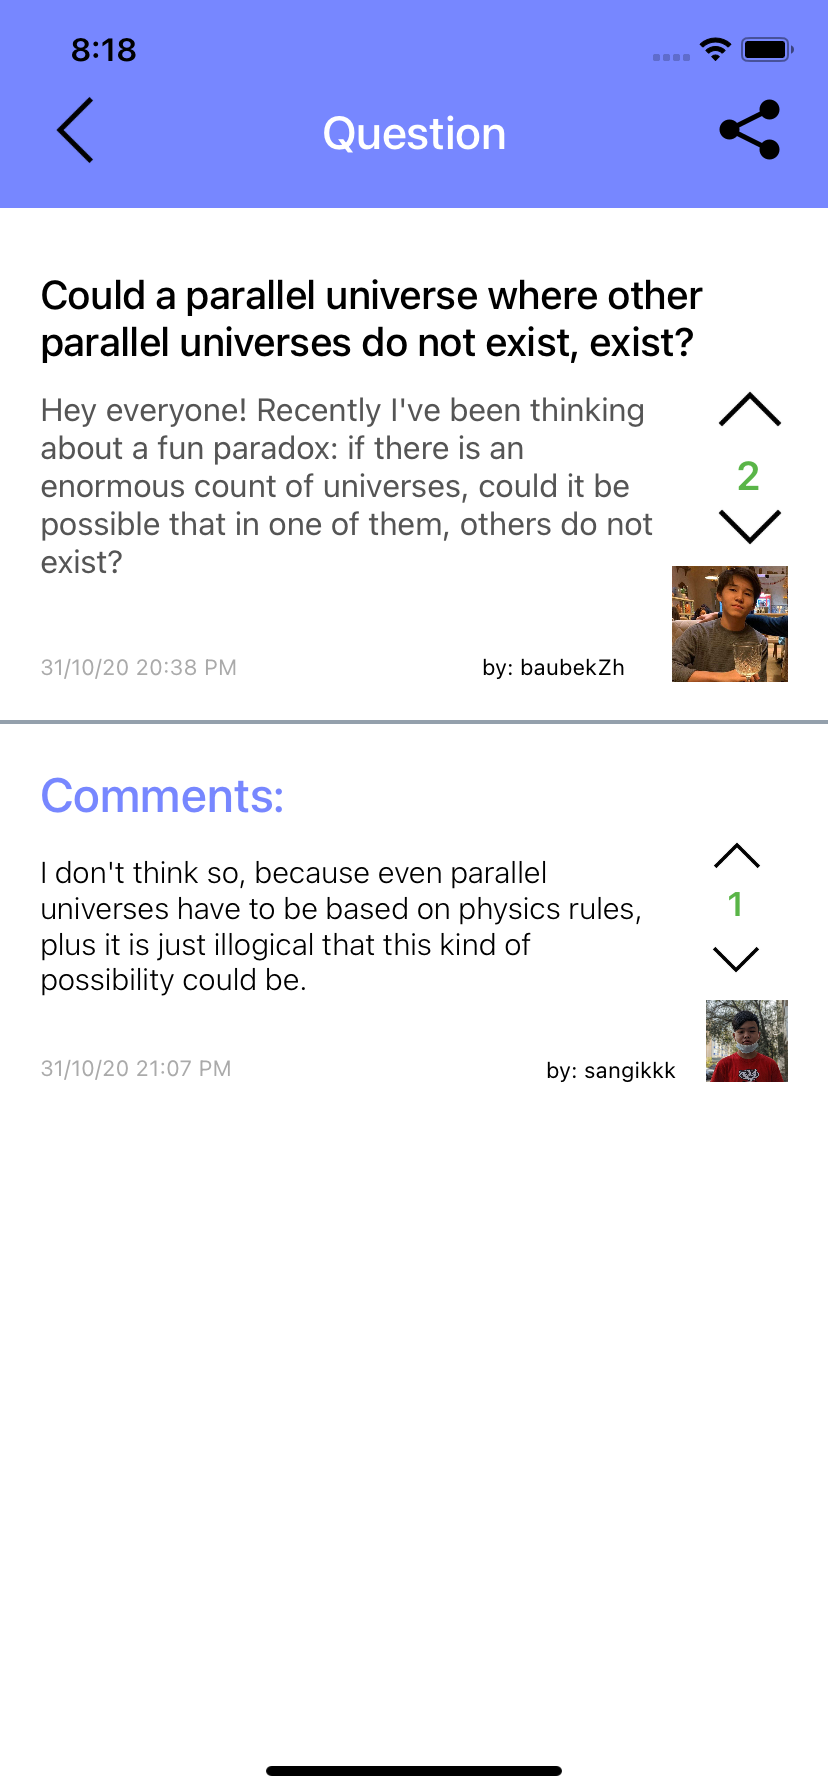 8:18
Question
Could a parallel universe where other
parallel universes do not exist, exist?
Hey everyone! Recently I've been thinking
about a fun paradox: if there is an
enormous count of universes, could it be
possible that in one of them, others do not
exist?
2
31/10/20 20:38 PM
by: baubekZh
Comments:
I don't think so, because even parallel
universes have to be based on physics rules,
plus it is just illogical that this kind of
possibility could be.
1
31/10/20 21:07 PM
by: sangikkk